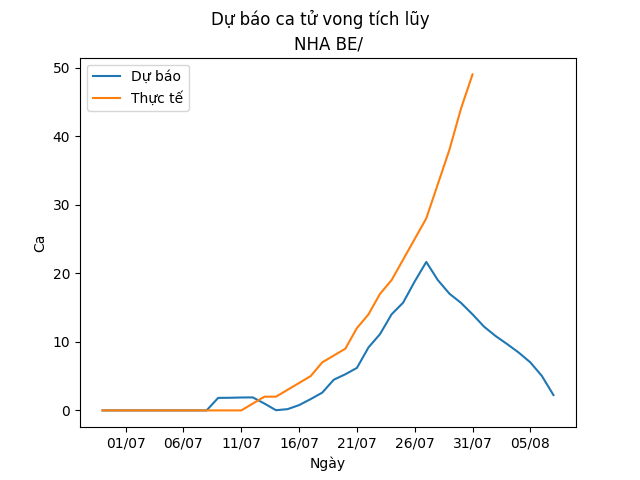 Dự báo ca tử vong tích lũy
NHA BE/
Dự báo
Thực tế
50
40
30
20
10
0
Ca
01/07 06/07 11/07 16/07 21/07 26/07 31/07 05/08
Ngày